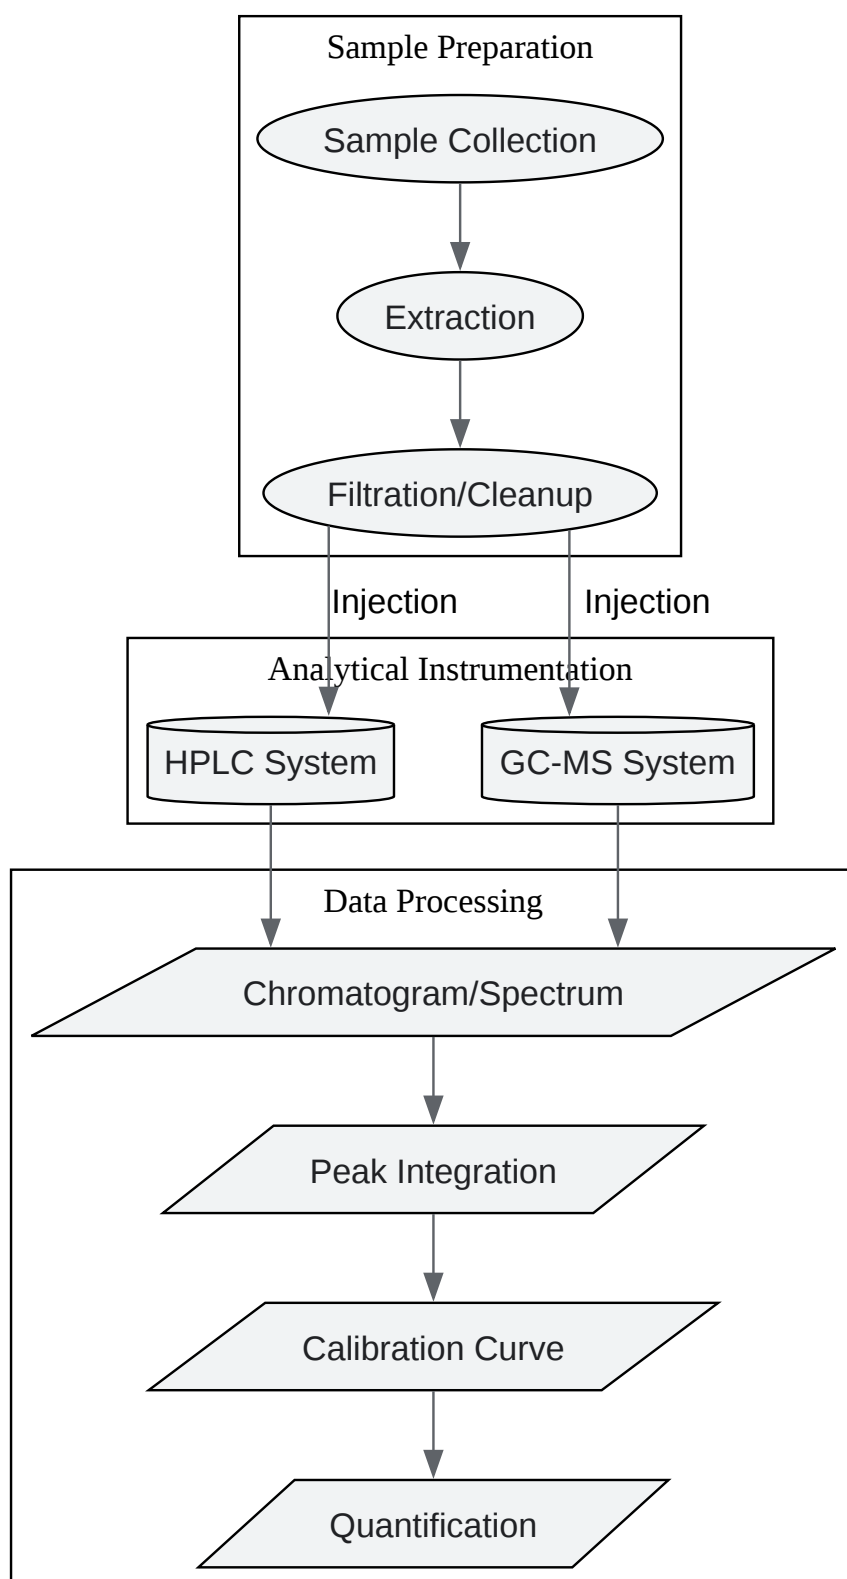 Sample Preparation
Sample Collection
Extraction
Filtration/Cleanup
Injection
Injection
Analytical Instrumentation
HPLC System
GC-MS System
Data Processing
Chromatogram/Spectrum
Peak Integration
Calibration Curve
Quantification